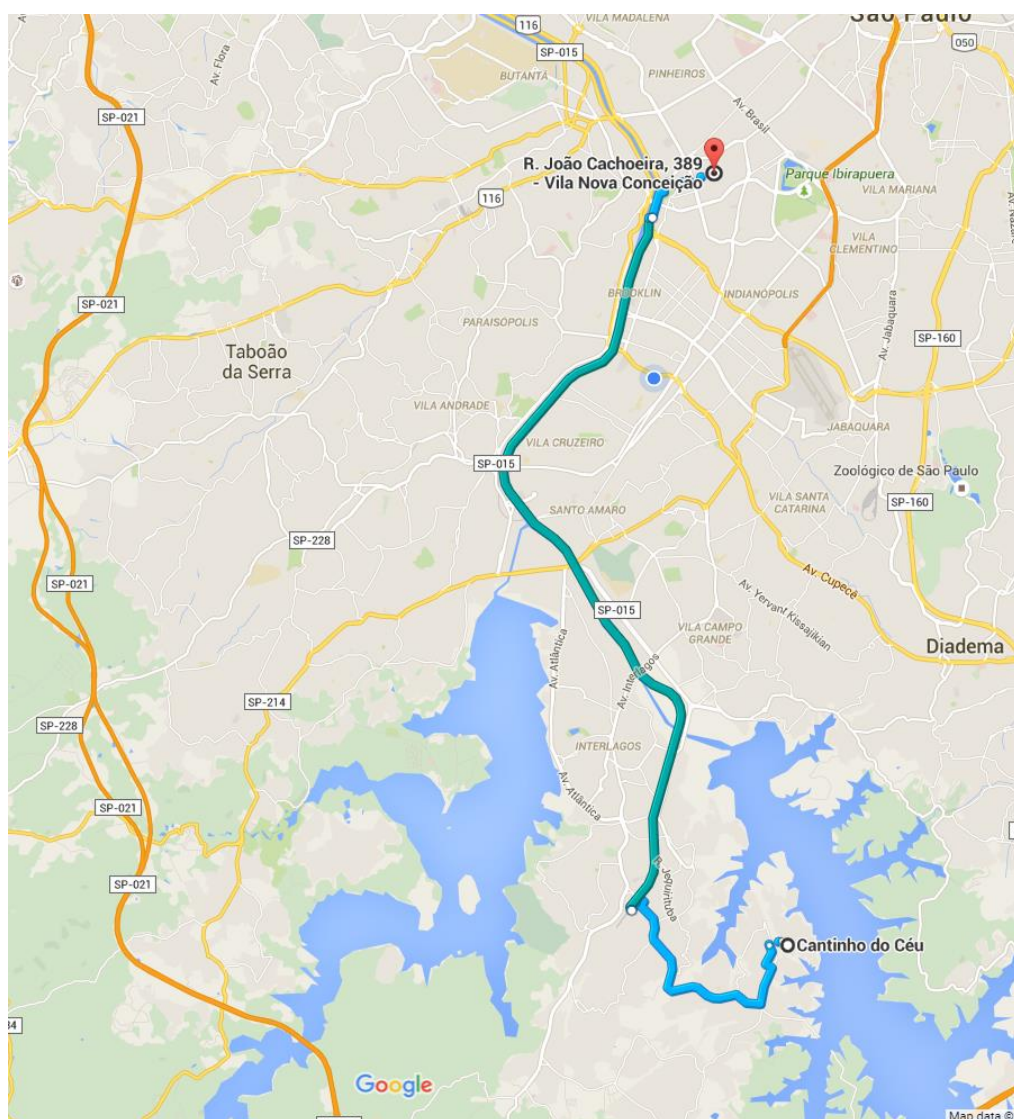 São Paulo
116
VILA MADALENA
050
SP-015
Av. Flora
BUTANTÃ
PINHEIROS
SP-021
Av. Brasil
R. João Cachoeira, 389
- Vila Nova Conceição
Parque Ibirapuera
116
VILA MARIANA
VILA
CLEMENTINO
SP-021
BROOKLIN
INDIANÓPOLIS
PARAISÓPOLIS
Av. Jabaquara
SP-160
Taboão
da Serra
VILA ANDRADE
JABAQUARA
VILA CRUZEIRO
SP-015
Zoológico de São Paulo
VILA SANTA
CATARINA
SP-160
SANTO AMARO
SP-228
SP-021
Av. Cupecê
Av. Yervant Kissajikian
SP-015
VILA CAMPO
GRANDE
Diadema
Av. Atlântica
Av. Interlagos
SP-214
SP-228
INTERLAGOS
Av. Atlântica
SP-021
R. Jequirituba
SP-021
Cantinho do Céu
Google
Map data ©